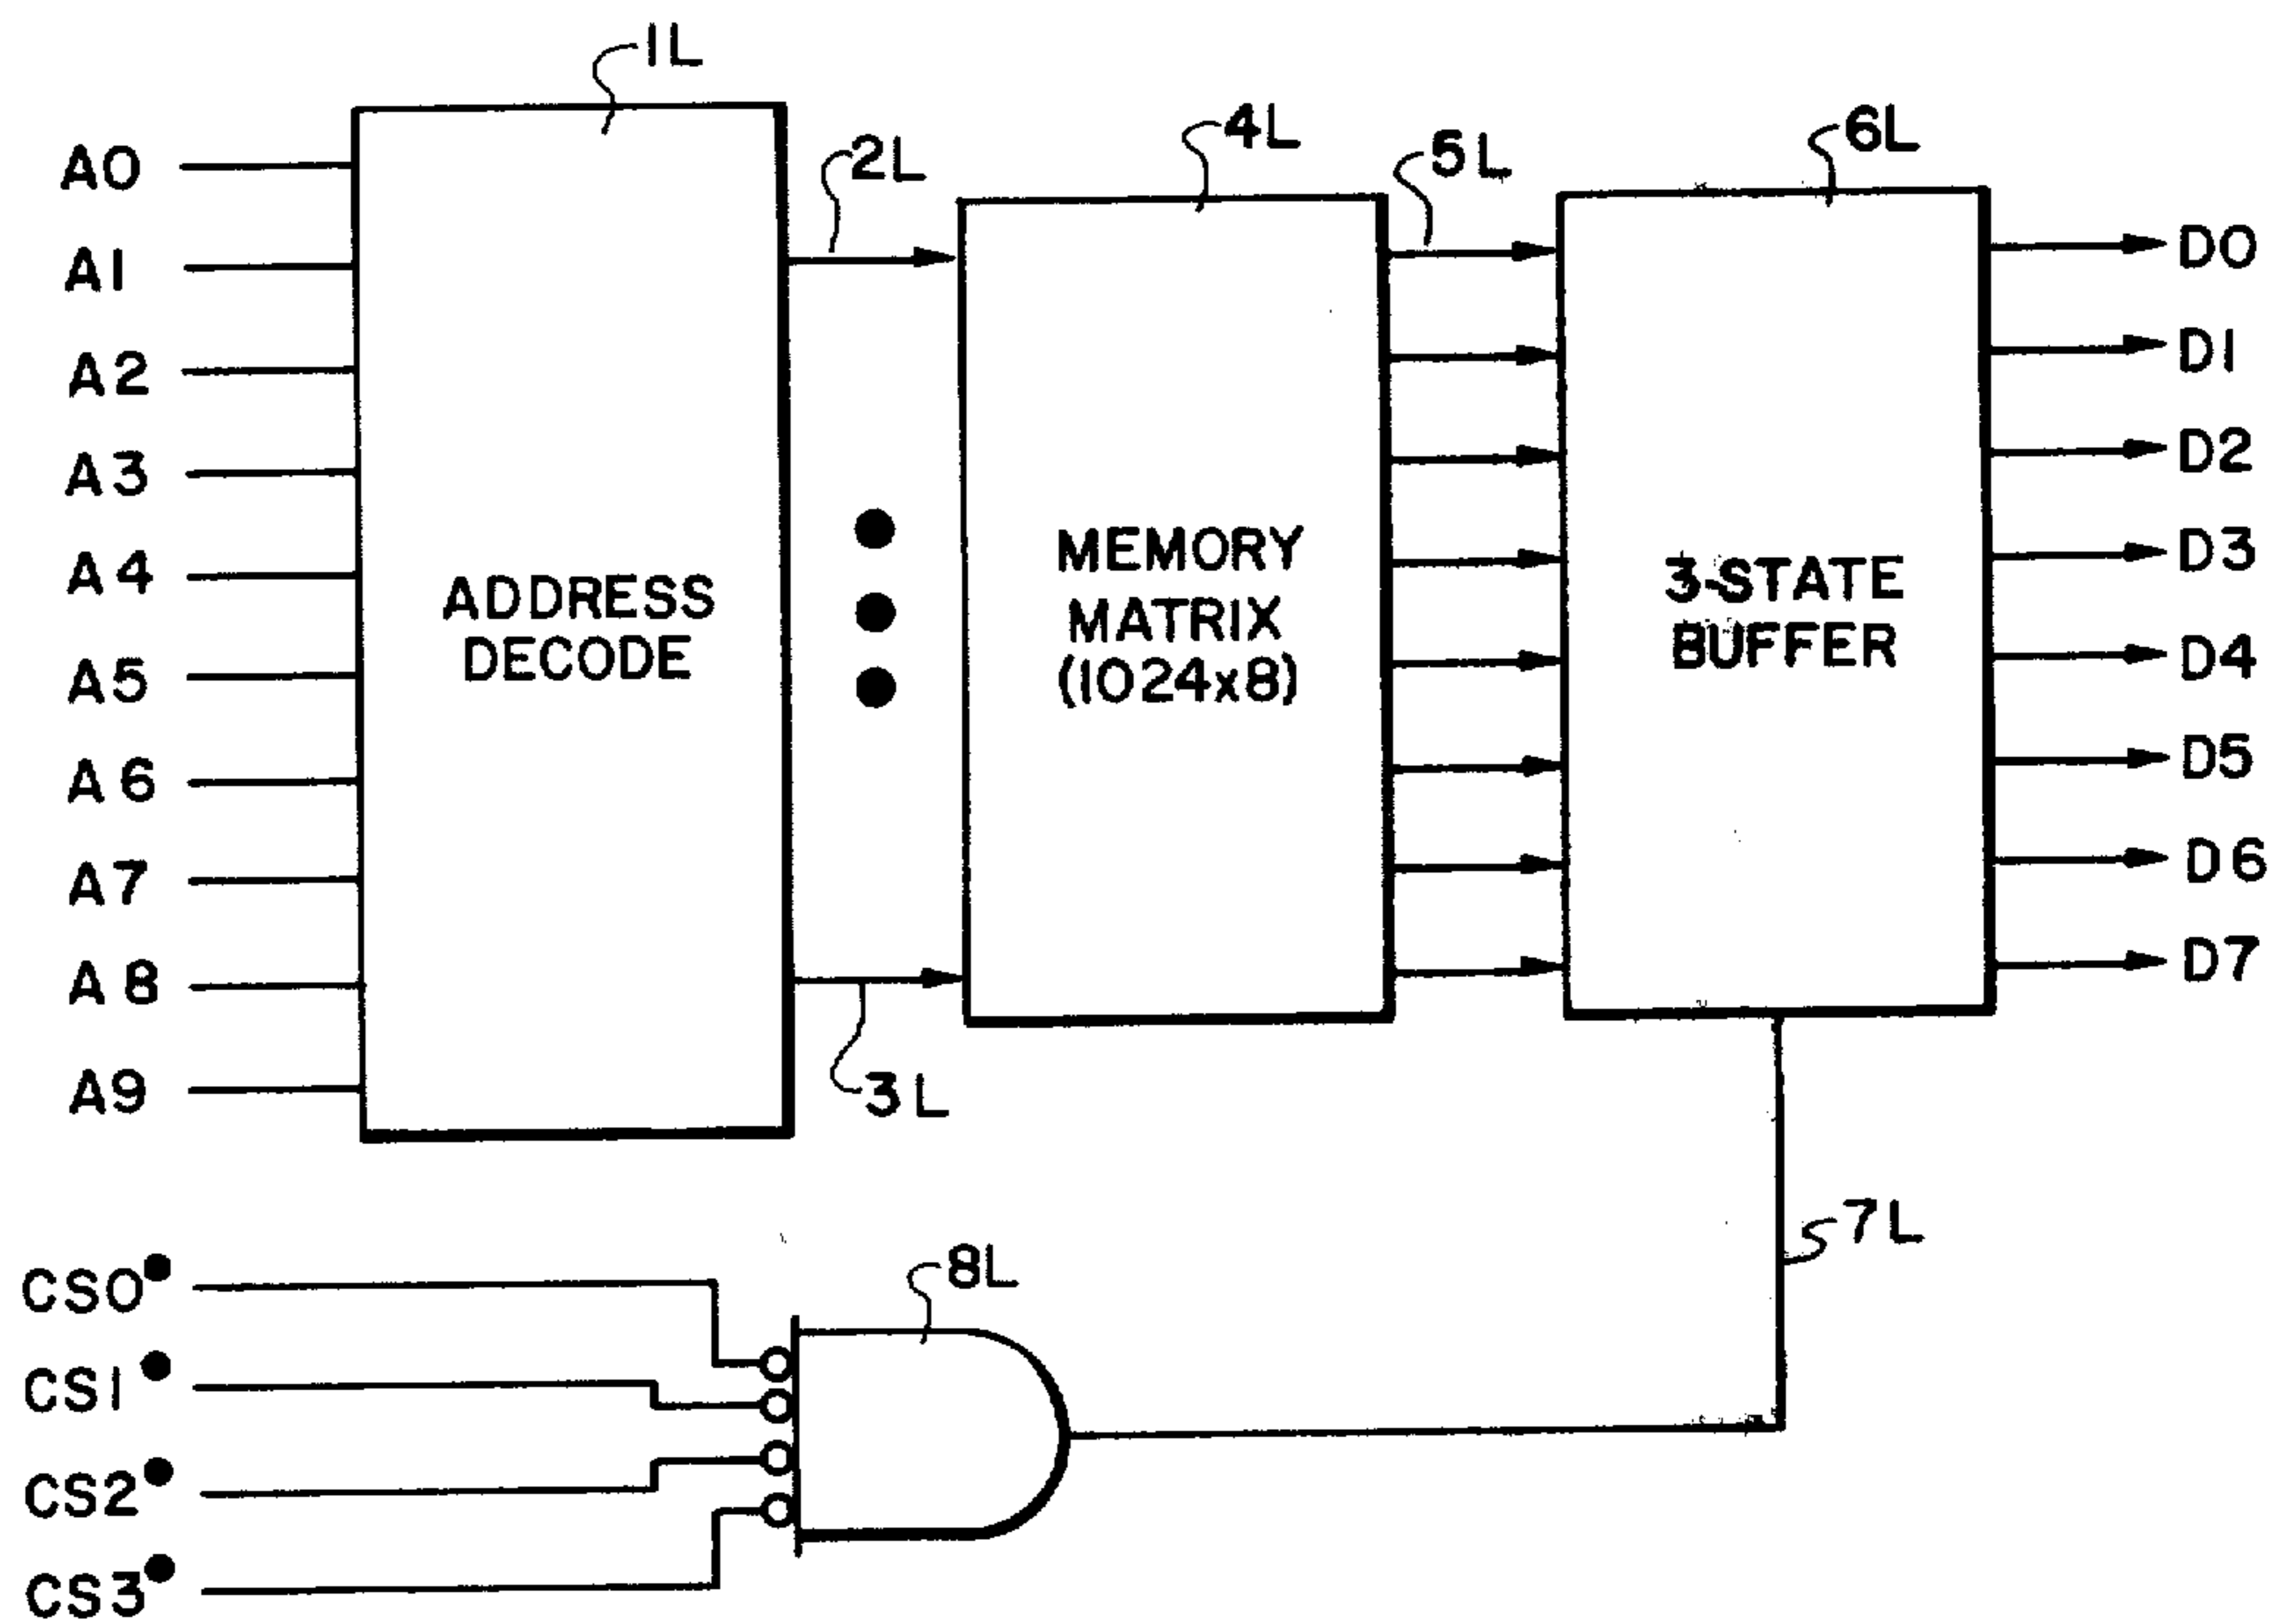 1L
A0
A1
A2
A3
A4
A5
A6
A7
A8
A9
ADDRESS
DECODE
2L
3L
4L
MEMORY
MATRIX
(1024x8)
5L
6L
3-STATE
BUFFER
D0
D1
D2
D3
D4
D5
D6
D7
7L
CS0●
CS1●
CS2●
CS3●
8L